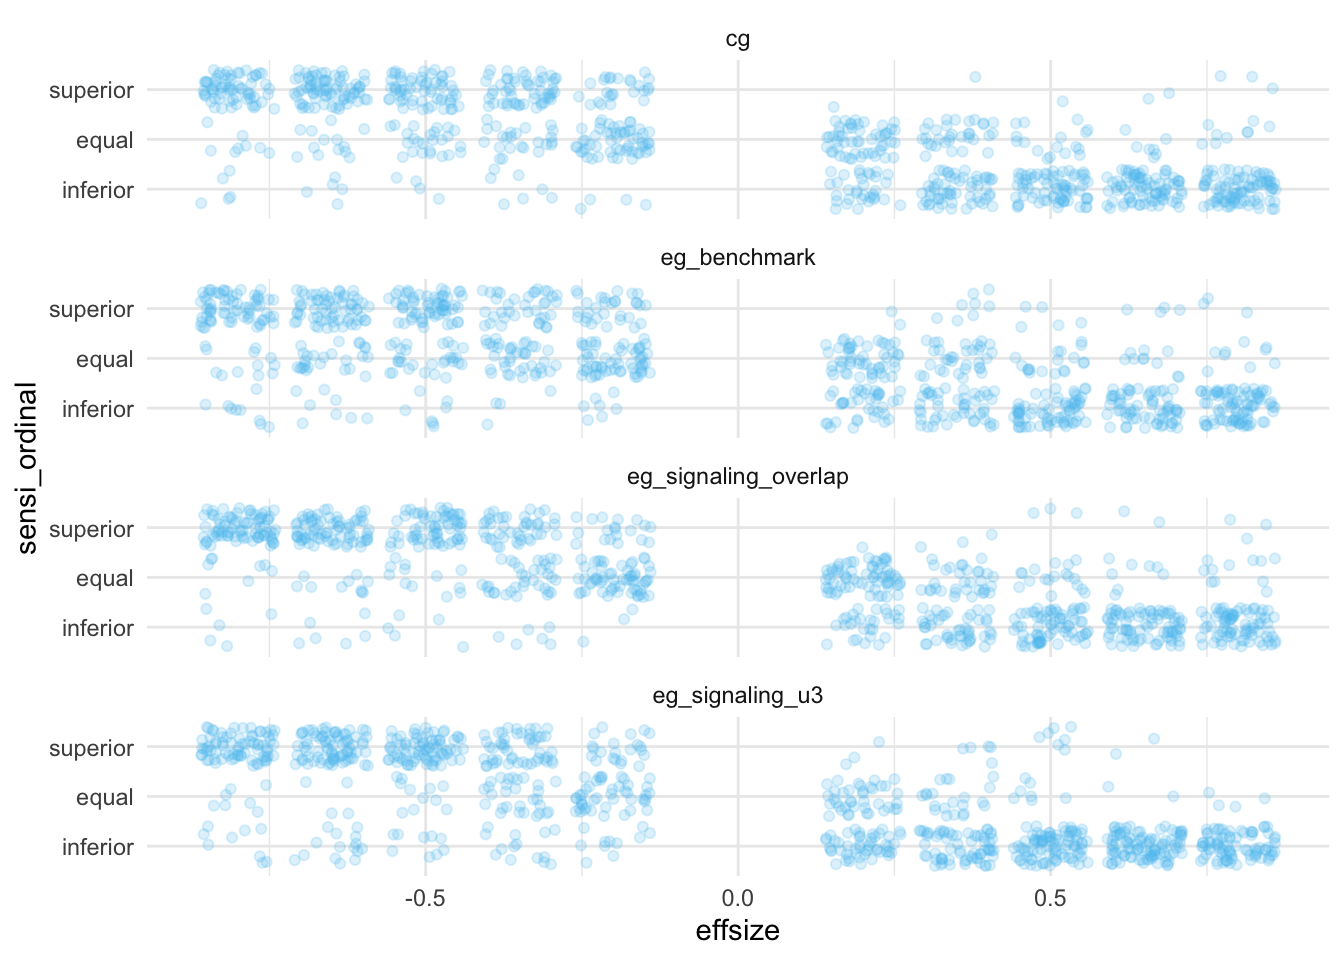 cg
superior
equal
inferior
eg_benchmark
superior
equal
inferior
eg_signaling_overlap
superior
equal
inferior
eg_signaling_u3
superior
equal
inferior
sensi_ordinal
-0.5
0.0
0.5
effsize